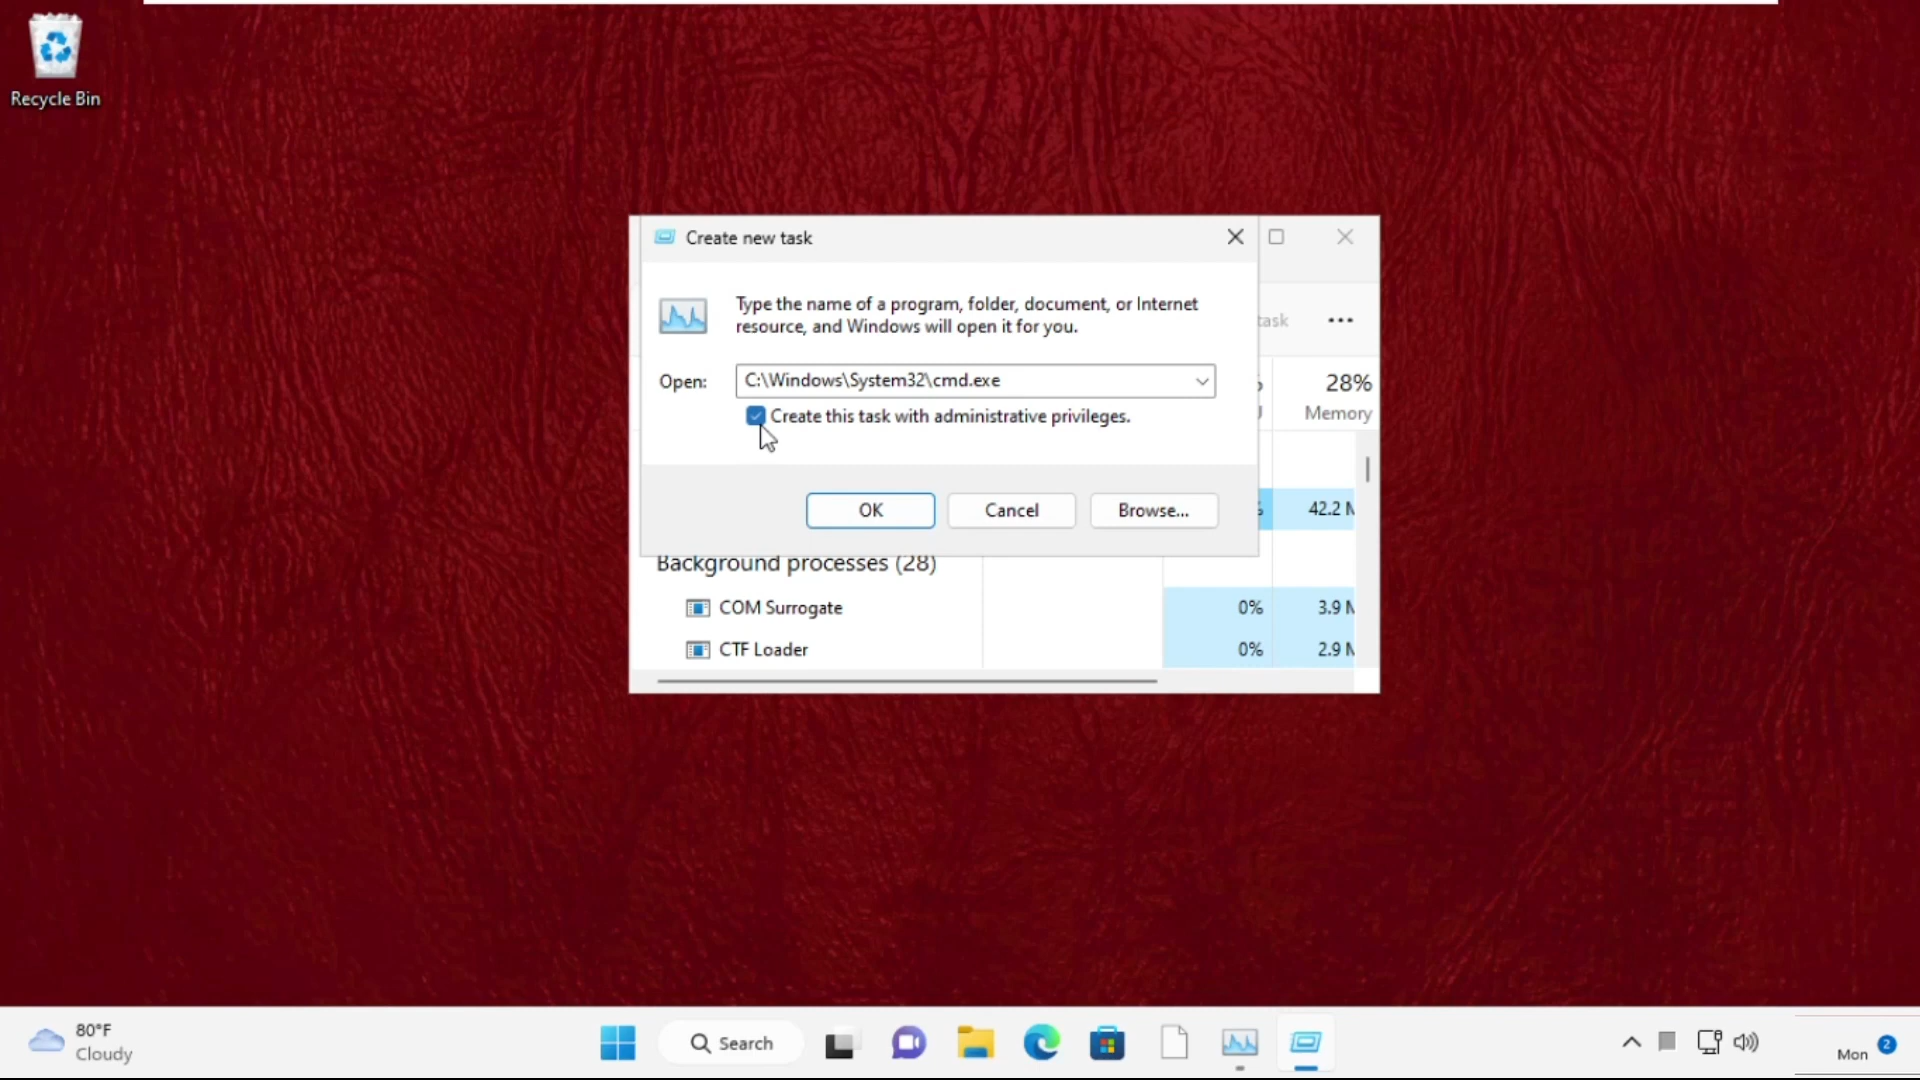 Recycle Bin
Create new task
Type the name of a program, folder, document, or Internet
resource, and Windows will open it for you.
Open:
C:\Windows\System32\cmd.exe
Create this task with administrative privileges.
OK
Cancel
Browse...
task
28%
Memory
42.2 M
Background processes (28)
COM Surrogate
0%
3.9 M
CTF Loader
0%
2.9 M
80°F
Cloudy
Search
Mon
2